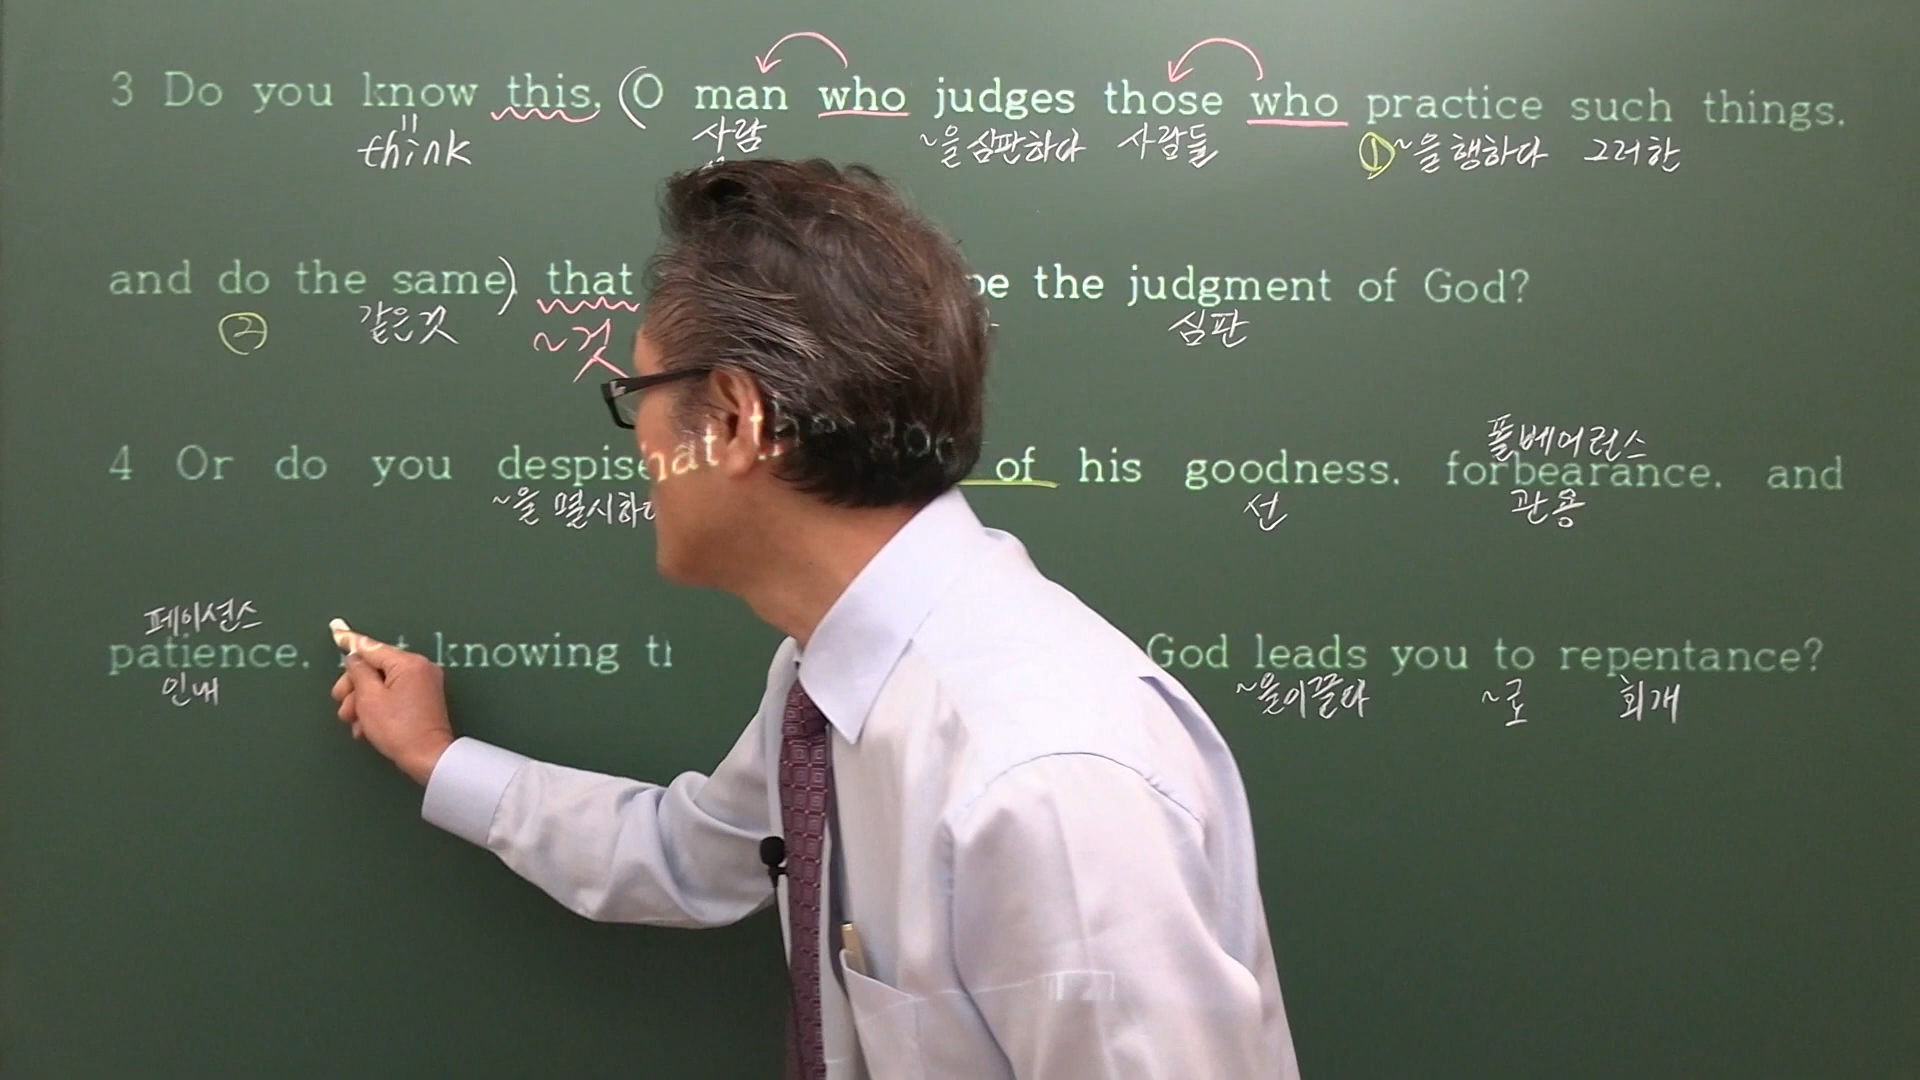 3 Do you know this, (O man who judges those who practice such things,
=
think 사람 ~을 심판하다 사람들 ① ~을 행하다 그러한
and do the same) that the judgment of God?
② 같은것 ~것 심판
폴베어런스
4 Or do you despise of his goodness, forbearance, and
~을 멸시하다 선 관용
페이션스
patience, knowing God leads you to repentance?
인내 ~을이끌다 ~로 회개